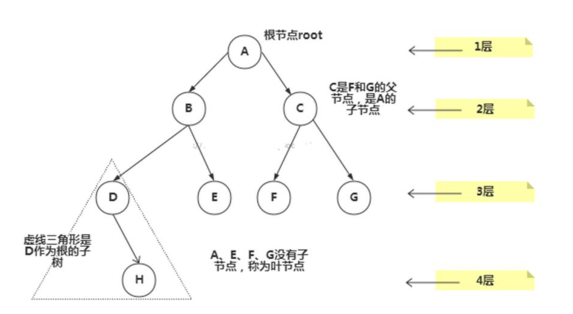 根节点root
A
1层
B
C
C是F和G的父
节点，是A的
子节点
2层
D
E
F
G
3层
虚线三角形是
D作为根的子
树
H
A、E、F、G没有子
节点，称为叶节点
4层